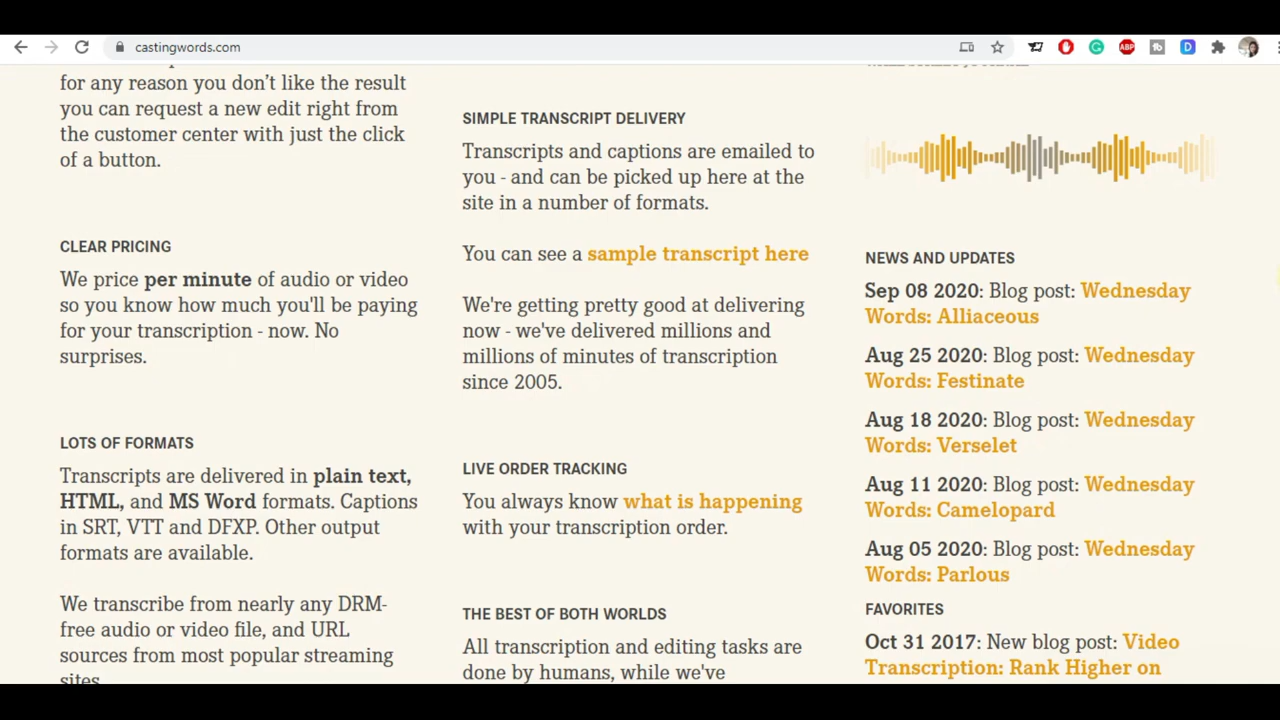 castingwords.com
for any reason you don’t like the result
you can request a new edit right from
the customer center with just the click
of a button.
CLEAR PRICING
We price per minute of audio or video
so you know how much you'll be paying
for your transcription - now. No
surprises.
LOTS OF FORMATS
Transcripts are delivered in plain text,
HTML, and MS Word formats. Captions
in SRT, VTT and DFXP. Other output
formats are available.
We transcribe from nearly any DRM-
free audio or video file, and URL
sources from most popular streaming
sites.
SIMPLE TRANSCRIPT DELIVERY
Transcripts and captions are emailed to
you - and can be picked up here at the
site in a number of formats.
You can see a sample transcript here
We're getting pretty good at delivering
now - we've delivered millions and
millions of minutes of transcription
since 2005.
LIVE ORDER TRACKING
You always know what is happening
with your transcription order.
THE BEST OF BOTH WORLDS
All transcription and editing tasks are
done by humans, while we've
NEWS AND UPDATES
Sep 08 2020: Blog post: Wednesday
Words: Alliaceous
Aug 25 2020: Blog post: Wednesday
Words: Festinate
Aug 18 2020: Blog post: Wednesday
Words: Verselet
Aug 11 2020: Blog post: Wednesday
Words: Camelopard
Aug 05 2020: Blog post: Wednesday
Words: Parlous
FAVORITES
Oct 31 2017: New blog post: Video
Transcription: Rank Higher on